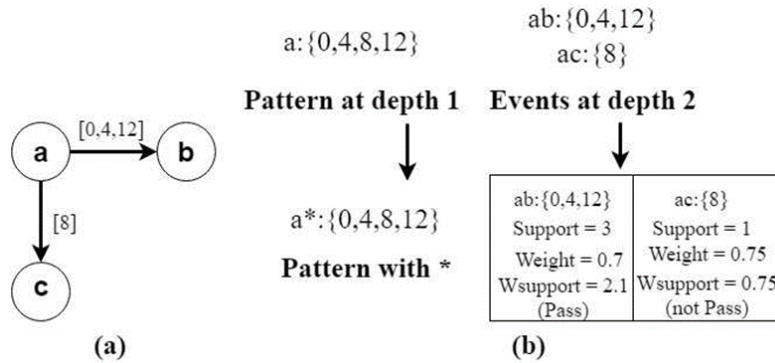 a
[0,4,12]
b
[8]
c
(a)
a:{0,4,8,12}
Pattern at depth 1
a*:{0,4,8,12}
Pattern with *
ab:{0,4,12}
ac:{8}
Events at depth 2
ab:{0,4,12}
Support = 3
Weight = 0.7
Wsupport = 2.1
(Pass)
ac:{8}
Support = 1
Weight = 0.75
Wsupport = 0.75
(not Pass)
(b)